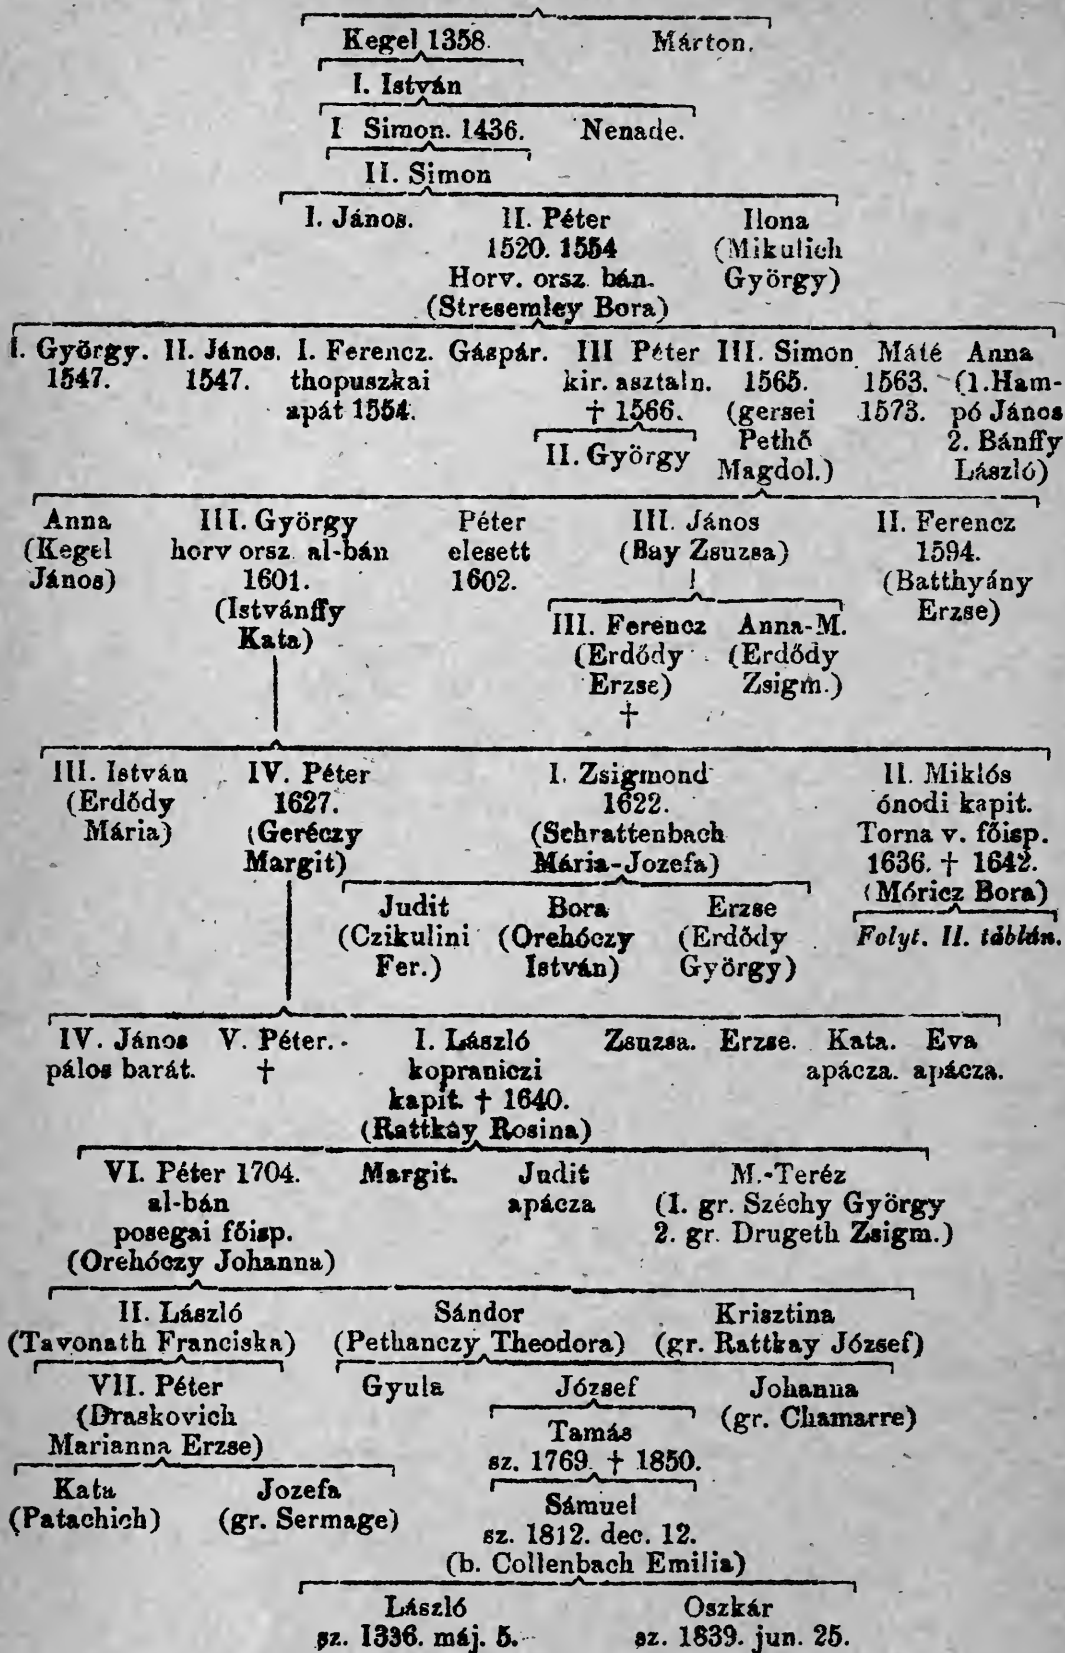 Kegel 1358. Márton.
I. István
I Simon. 1436. Nenade.
II. Simon
I. János. II. Péter Ilona
1520. 1554 (Mikulich
Horv. orsz. bán. György)
(Stresemley Bora)
I. György. II. János. I. Ferencz. Gáspár. III Péter III. Simon Máté Anna
1547. 1547. thopuszkai kir. asztaln. 1565. 1563. (1. Ham-
apát 1554. † 1566. (gersei 1573. pó János
II. György Pethő 2. Bánffy
Magdol.) László)
Anna III. György Péter III. János II. Ferencz
(Kegel horv orsz. al-bán elesett (Bay Zsuzsa) 1594.
János) 1601. 1602. (Batthyány
(Istvánffy Erzse)
Kata) III. Ferencz Anna-M.
(Erdődy (Erdődy
Erzse) Zsigm.)
†
III. István IV. Péter I. Zsigmond II. Miklós
(Erdődy 1627. 1622. ónodi kapit.
Mária) (Geréczy (Schrattenbach Torna v. főisp.
Margit) Mária-Jozefa) 1636. † 1642.
(Móricz Bora)
Judit Bora Erzse Folyt. II. táblán.
(Czikulini (Orehóczy (Erdődy
Fer.) István) György)
IV. János V. Péter. I. László Zsuzsa. Erzse. Kata. Eva
pálos barát. † kopraniczi apácza. apácza.
kapit. † 1640.
(Rattkay Rosina)
VI. Péter 1704. Margit. Judit M.-Teréz
al-bán apácza (1. gr. Széchy György
posegai főisp. 2. gr. Drugeth Zsigm.)
(Orehóczy Johanna)
II. László Sándor Krisztina
(Tavonath Franciska) (Pethanczy Theodora) (gr. Rattkay József)
VII. Péter Gyula József Johanna
(Draskovich (gr. Chamarre)
Marianna Erzse) Tamás
sz. 1769. † 1850.
Kata Jozefa Sámuel
(Patachich) (gr. Sermage) sz. 1812. dec. 12.
(b. Collenbach Emilia)
László Oszkár
sz. 1336. máj. 5. sz. 1839. jun. 25.